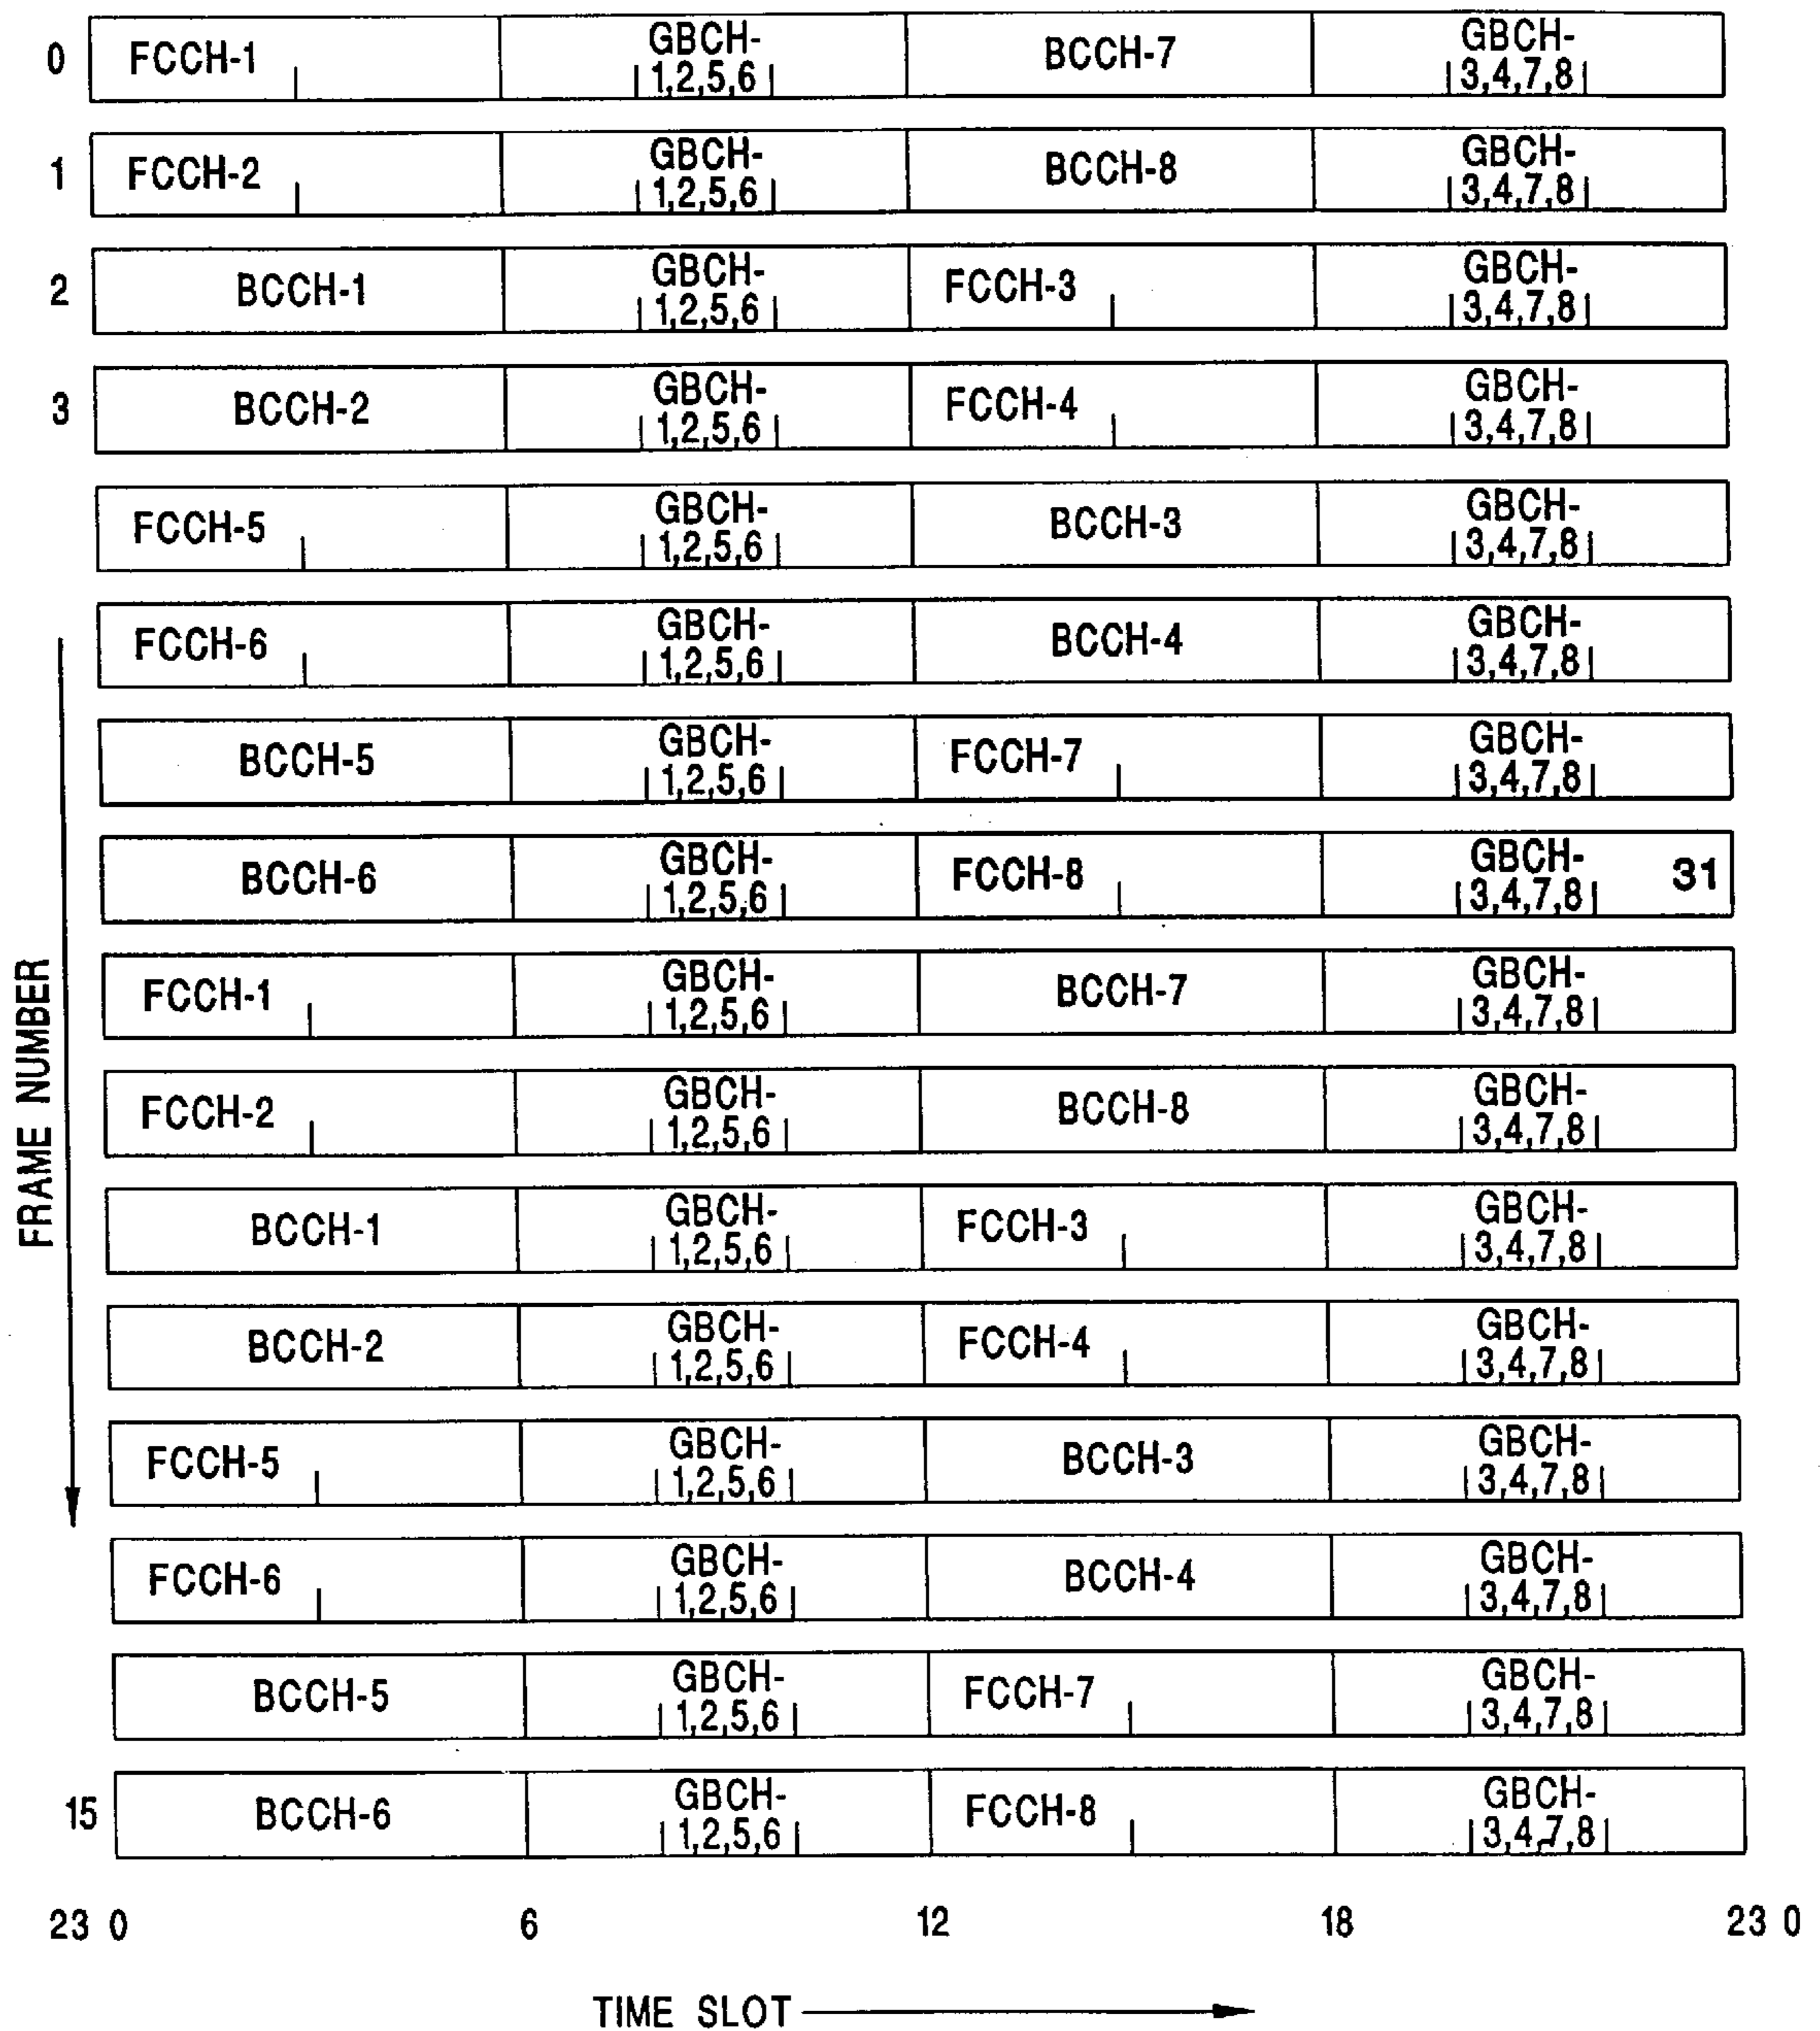 0 FCCH-1 GBCH- 1,2,5,6 BCCH-7 GBCH- 3,4,7,8
1 FCCH-2 GBCH- 1,2,5,6 BCCH-8 GBCH- 3,4,7,8
2 BCCH-1 GBCH- 1,2,5,6 FCCH-3 GBCH- 3,4,7,8
3 BCCH-2 GBCH- 1,2,5,6 FCCH-4 GBCH- 3,4,7,8
FCCH-5 GBCH- 1,2,5,6 BCCH-3 GBCH- 3,4,7,8
FCCH-6 GBCH- 1,2,5,6 BCCH-4 GBCH- 3,4,7,8
BCCH-5 GBCH- 1,2,5,6 FCCH-7 GBCH- 3,4,7,8
BCCH-6 GBCH- 1,2,5,6 FCCH-8 GBCH- 3,4,7,8 31
FCCH-1 GBCH- 1,2,5,6 BCCH-7 GBCH- 3,4,7,8
FCCH-2 GBCH- 1,2,5,6 BCCH-8 GBCH- 3,4,7,8
BCCH-1 GBCH- 1,2,5,6 FCCH-3 GBCH- 3,4,7,8
BCCH-2 GBCH- 1,2,5,6 FCCH-4 GBCH- 3,4,7,8
FCCH-5 GBCH- 1,2,5,6 BCCH-3 GBCH- 3,4,7,8
FCCH-6 GBCH- 1,2,5,6 BCCH-4 GBCH- 3,4,7,8
BCCH-5 GBCH- 1,2,5,6 FCCH-7 GBCH- 3,4,7,8
15 BCCH-6 GBCH- 1,2,5,6 FCCH-8 GBCH- 3,4,7,8
FRAME NUMBER
23 0 6 12 18 23 0
TIME SLOT